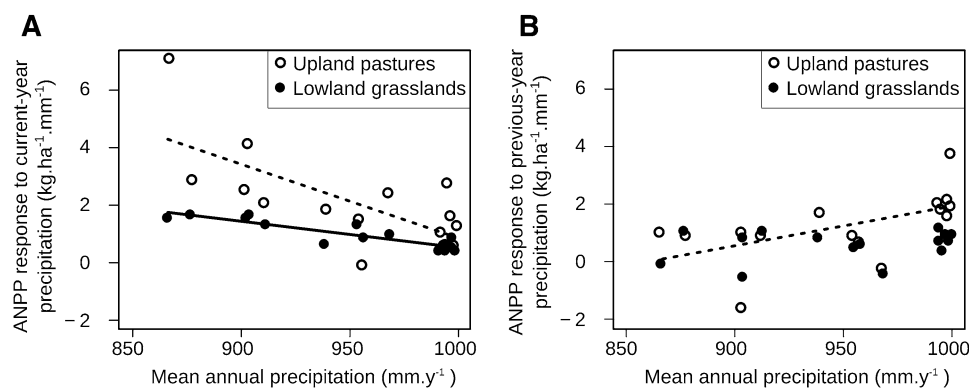 A
ANPP response to current-year
precipitation (kg.ha⁻¹.mm⁻¹)
6
4
2
0
−2
Upland pastures
Lowland grasslands
850
900
950
1000
Mean annual precipitation (mm.y⁻¹ )
B
ANPP response to previous-year
precipitation (kg.ha⁻¹.mm⁻¹)
6
4
2
0
−2
Upland pastures
Lowland grasslands
850
900
950
1000
Mean annual precipitation (mm.y⁻¹ )